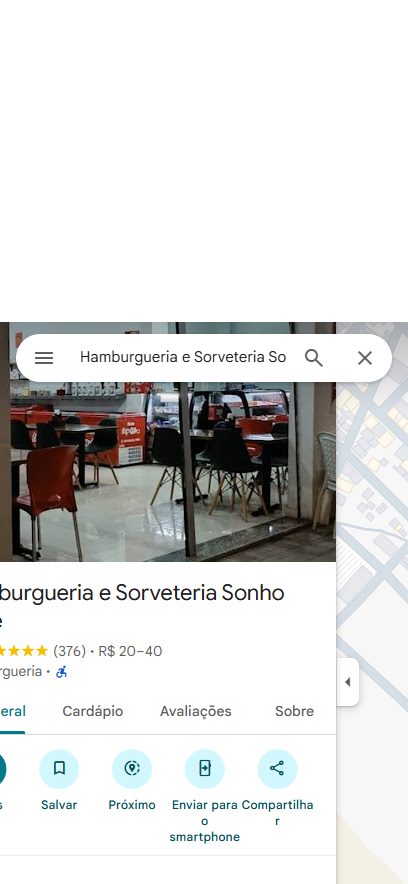 Hamburgueria e Sorveteria So
burgueria e Sorveteria Sonho
e
(376) • R$ 20–40
rgueria •
eral
Cardápio
Avaliações
Sobre
s
Salvar
Próximo
Enviar para o smartphone
Compartilhar